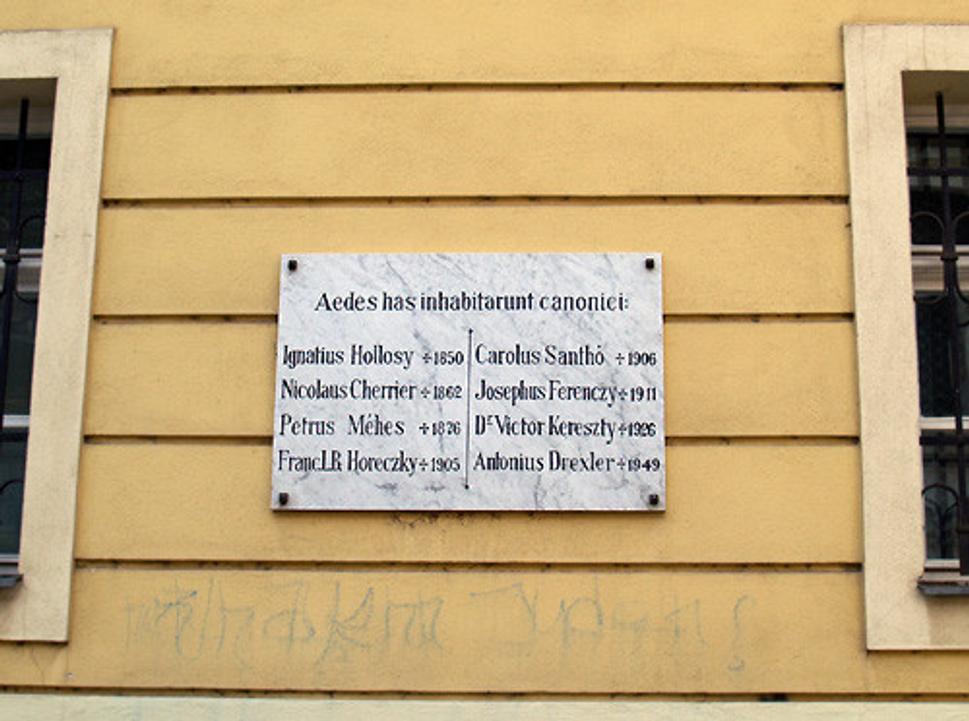 Aedes has inhabitarunt canonici:
Ignatius Hollosy ÷1850
Nicolaus Cherrier ÷1862
Petrus Méhes ÷1876
Franc.L.B. Horeczky÷1905
Carolus Santhó ÷1906
Josephus Ferenczy÷1911
Dr Victor Kereszty÷1926
Antonius Drexler÷1949